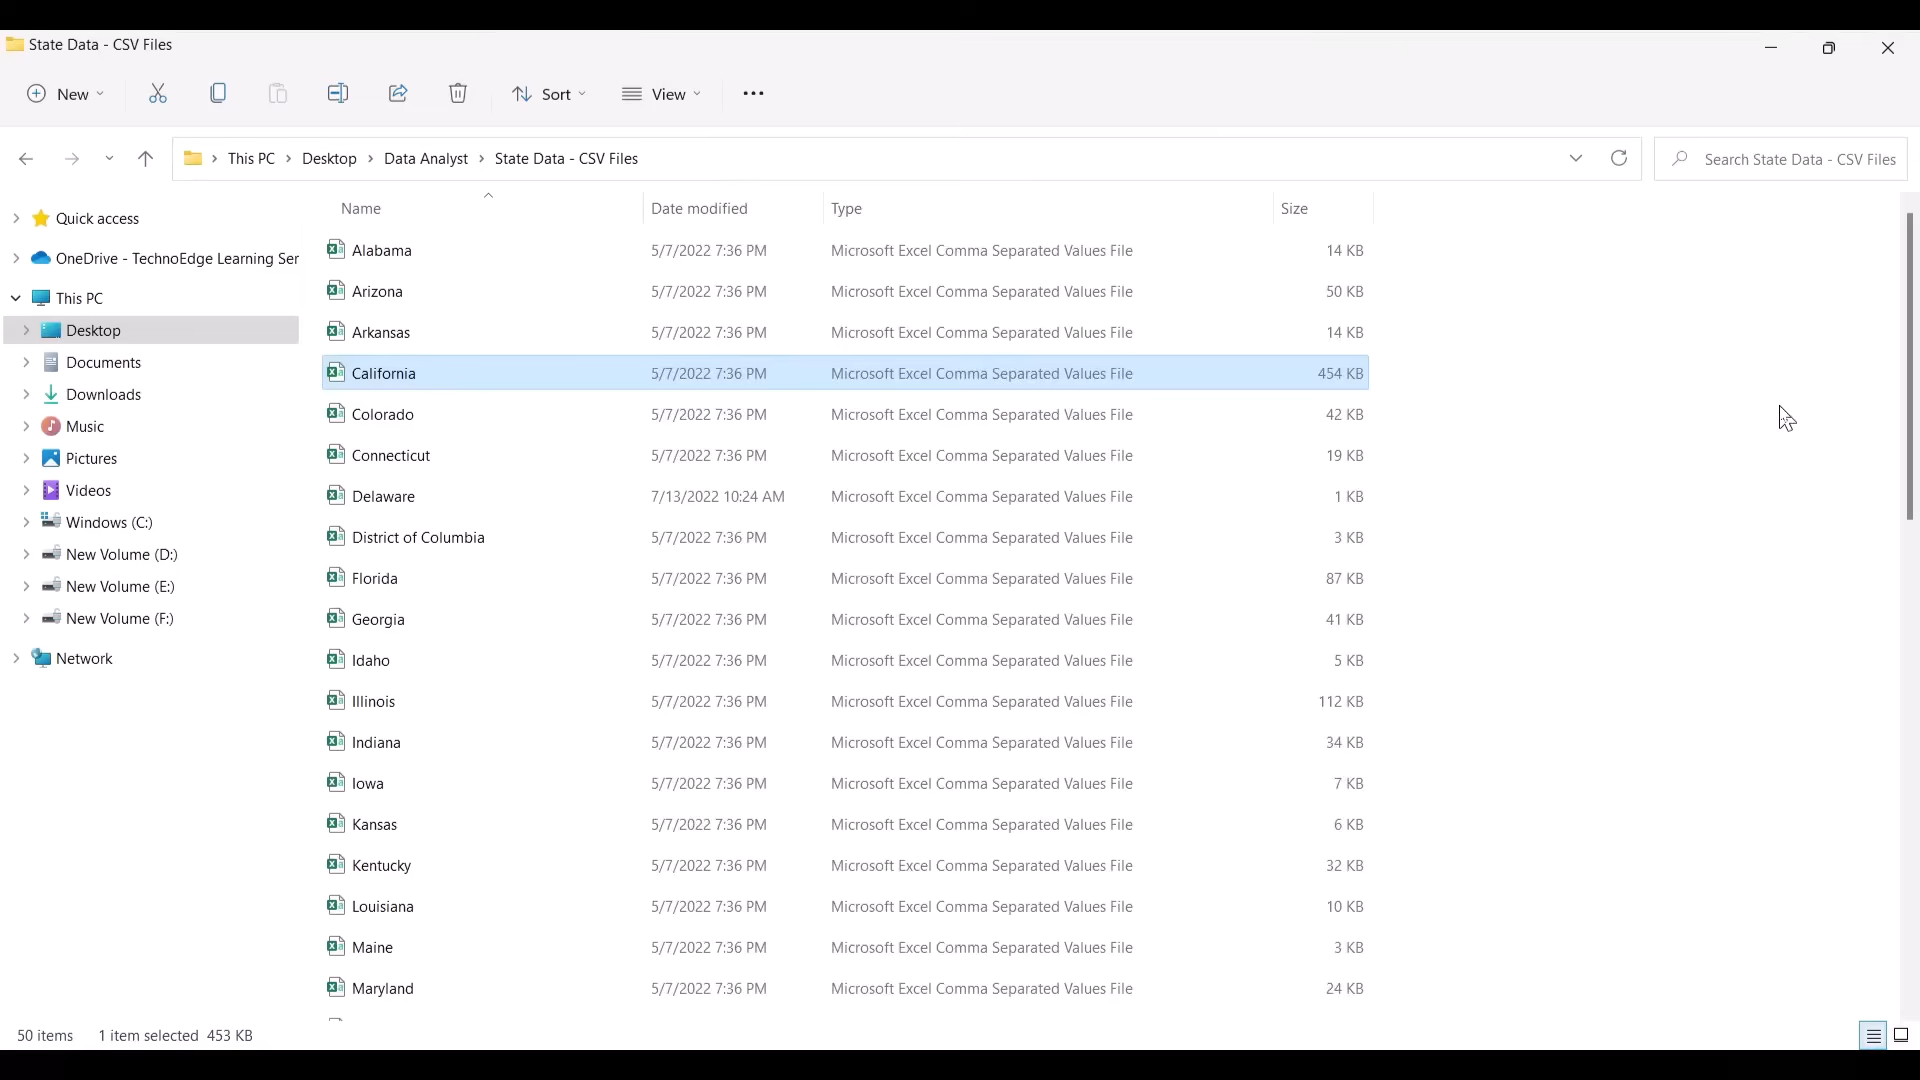 State Data - CSV Files
New Sort View
This PC Desktop Data Analyst State Data - CSV Files Search State Data - CSV Files
Quick access
OneDrive - TechnoEdge Learning Ser
This PC
Desktop
Documents
Downloads
Music
Pictures
Videos
Windows (C:)
New Volume (D:)
New Volume (E:)
New Volume (F:)
Network
Name Date modified Type Size
Alabama 5/7/2022 7:36 PM Microsoft Excel Comma Separated Values File 14 KB
Arizona 5/7/2022 7:36 PM Microsoft Excel Comma Separated Values File 50 KB
Arkansas 5/7/2022 7:36 PM Microsoft Excel Comma Separated Values File 14 KB
California 5/7/2022 7:36 PM Microsoft Excel Comma Separated Values File 454 KB
Colorado 5/7/2022 7:36 PM Microsoft Excel Comma Separated Values File 42 KB
Connecticut 5/7/2022 7:36 PM Microsoft Excel Comma Separated Values File 19 KB
Delaware 7/13/2022 10:24 AM Microsoft Excel Comma Separated Values File 1 KB
District of Columbia 5/7/2022 7:36 PM Microsoft Excel Comma Separated Values File 3 KB
Florida 5/7/2022 7:36 PM Microsoft Excel Comma Separated Values File 87 KB
Georgia 5/7/2022 7:36 PM Microsoft Excel Comma Separated Values File 41 KB
Idaho 5/7/2022 7:36 PM Microsoft Excel Comma Separated Values File 5 KB
Illinois 5/7/2022 7:36 PM Microsoft Excel Comma Separated Values File 112 KB
Indiana 5/7/2022 7:36 PM Microsoft Excel Comma Separated Values File 34 KB
Iowa 5/7/2022 7:36 PM Microsoft Excel Comma Separated Values File 7 KB
Kansas 5/7/2022 7:36 PM Microsoft Excel Comma Separated Values File 6 KB
Kentucky 5/7/2022 7:36 PM Microsoft Excel Comma Separated Values File 32 KB
Louisiana 5/7/2022 7:36 PM Microsoft Excel Comma Separated Values File 10 KB
Maine 5/7/2022 7:36 PM Microsoft Excel Comma Separated Values File 3 KB
Maryland 5/7/2022 7:36 PM Microsoft Excel Comma Separated Values File 24 KB
50 items 1 item selected 453 KB